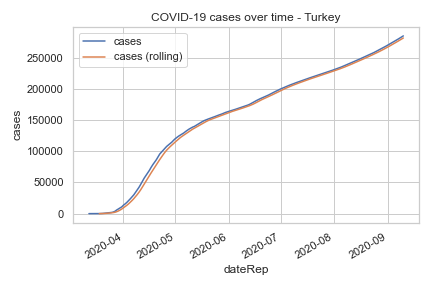 COVID-19 cases over time - Turkey
cases
cases (rolling)
250000
200000
150000
100000
50000
0
cases
2020-04
2020-05
2020-06
2020-07
2020-08
2020-09
dateRep